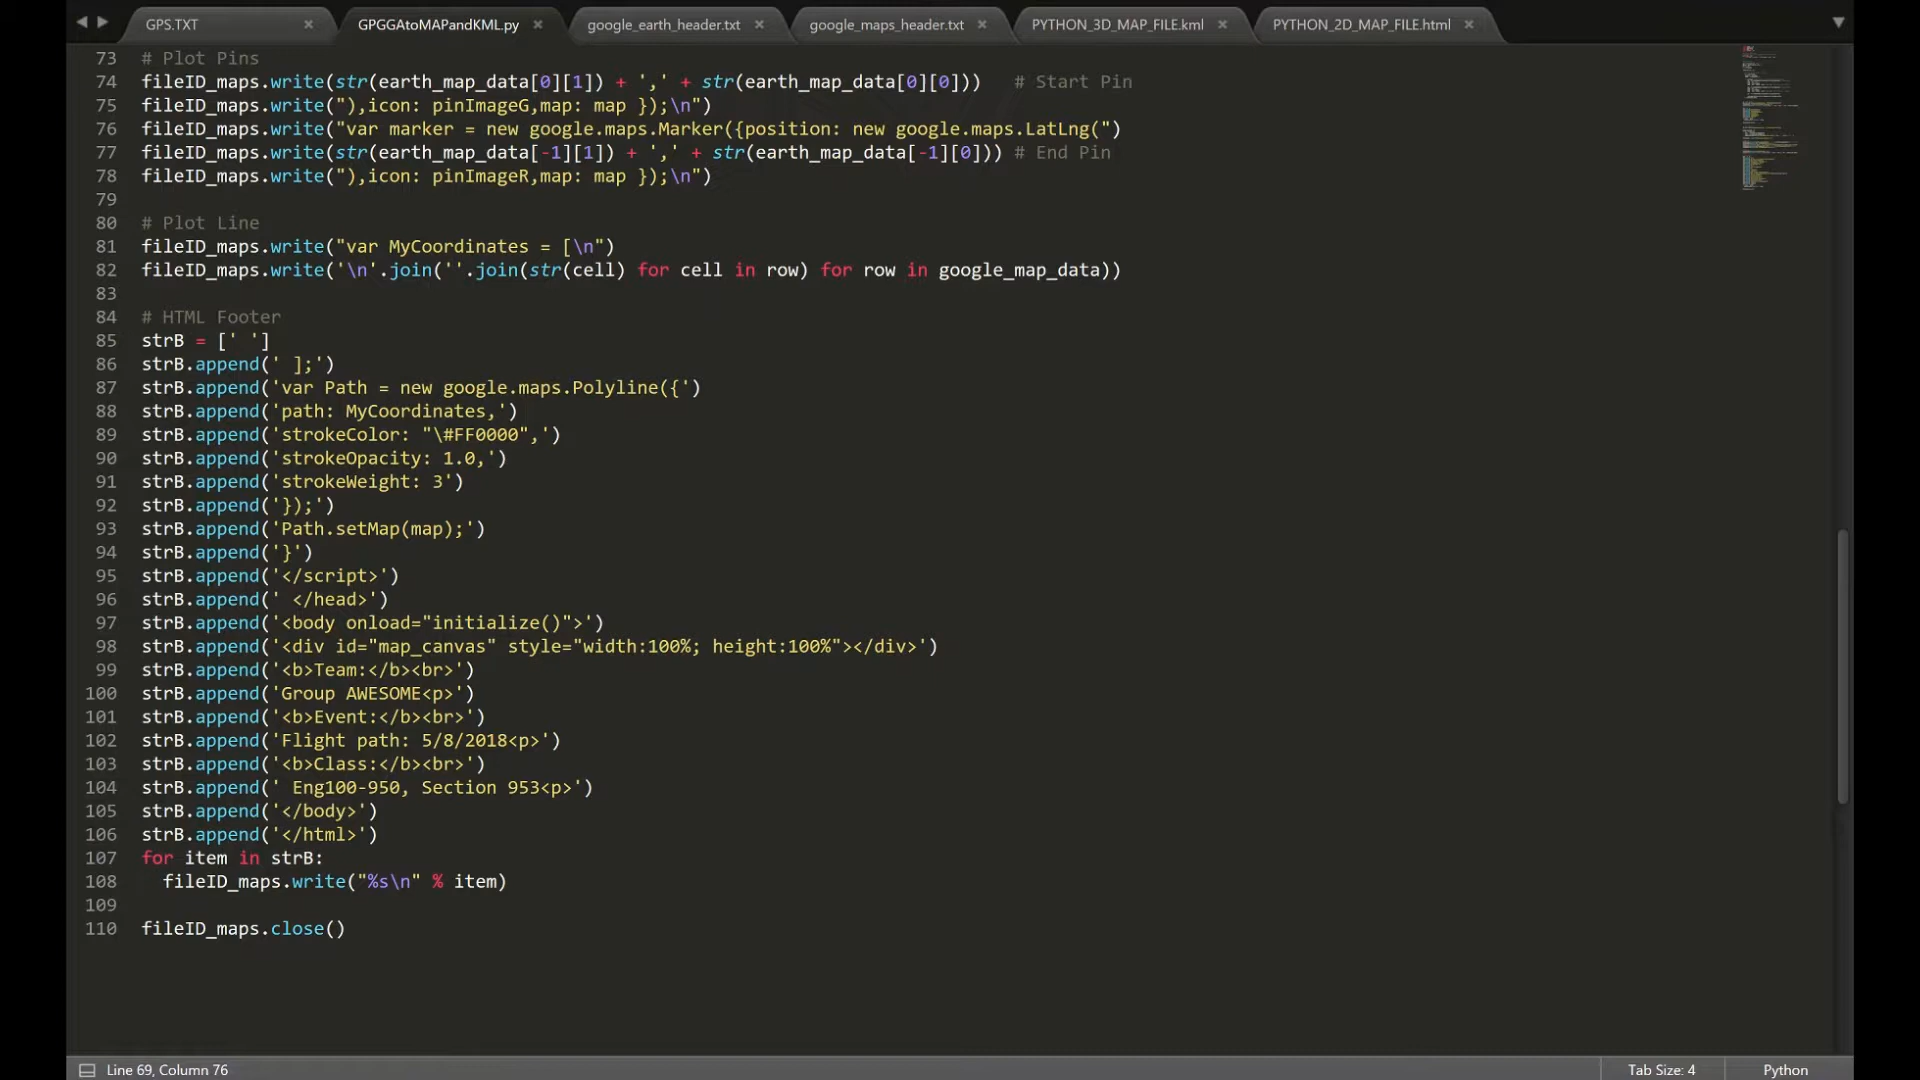 GPS.TXT × GPGGAtoMAPandKML.py × google_earth_header.txt × google_maps_header.txt × PYTHON_3D_MAP_FILE.kml × PYTHON_2D_MAP_FILE.html ×
73 # Plot Pins
74 fileID_maps.write(str(earth_map_data[0][1]) + ',' + str(earth_map_data[0][0])) # Start Pin
75 fileID_maps.write("),icon: pinImageG,map: map });\n")
76 fileID_maps.write("var marker = new google.maps.Marker({position: new google.maps.LatLng(")
77 fileID_maps.write(str(earth_map_data[-1][1]) + ',' + str(earth_map_data[-1][0])) # End Pin
78 fileID_maps.write("),icon: pinImageR,map: map });\n")
79
80 # Plot Line
81 fileID_maps.write("var MyCoordinates = [\n")
82 fileID_maps.write('\n'.join(''.join(str(cell) for cell in row) for row in google_map_data))
83
84 # HTML Footer
85 strB = [' ']
86 strB.append(' ];')
87 strB.append('var Path = new google.maps.Polyline({')
88 strB.append('path: MyCoordinates,')
89 strB.append('strokeColor: "\#FF0000",')
90 strB.append('strokeOpacity: 1.0,')
91 strB.append('strokeWeight: 3')
92 strB.append('});')
93 strB.append('Path.setMap(map);')
94 strB.append('}')
95 strB.append('</script>')
96 strB.append(' </head>')
97 strB.append('<body onload="initialize()">')
98 strB.append('<div id="map_canvas" style="width:100%; height:100%"></div>')
99 strB.append('<b>Team:</b><br>')
100 strB.append('Group AWESOME<p>')
101 strB.append('<b>Event:</b><br>')
102 strB.append('Flight path: 5/8/2018<p>')
103 strB.append('<b>Class:</b><br>')
104 strB.append(' Eng100-950, Section 953<p>')
105 strB.append('</body>')
106 strB.append('</html>')
107 for item in strB:
108 fileID_maps.write("%s\n" % item)
109
110 fileID_maps.close()
Line 69, Column 76 Tab Size: 4 Python